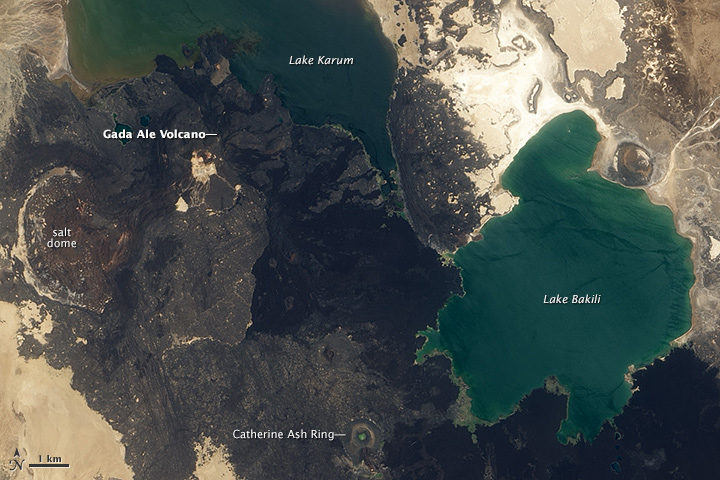 Lake Karum
Gada Ale Volcano
salt
dome
Lake Bakili
Catherine Ash Ring
N
1 km